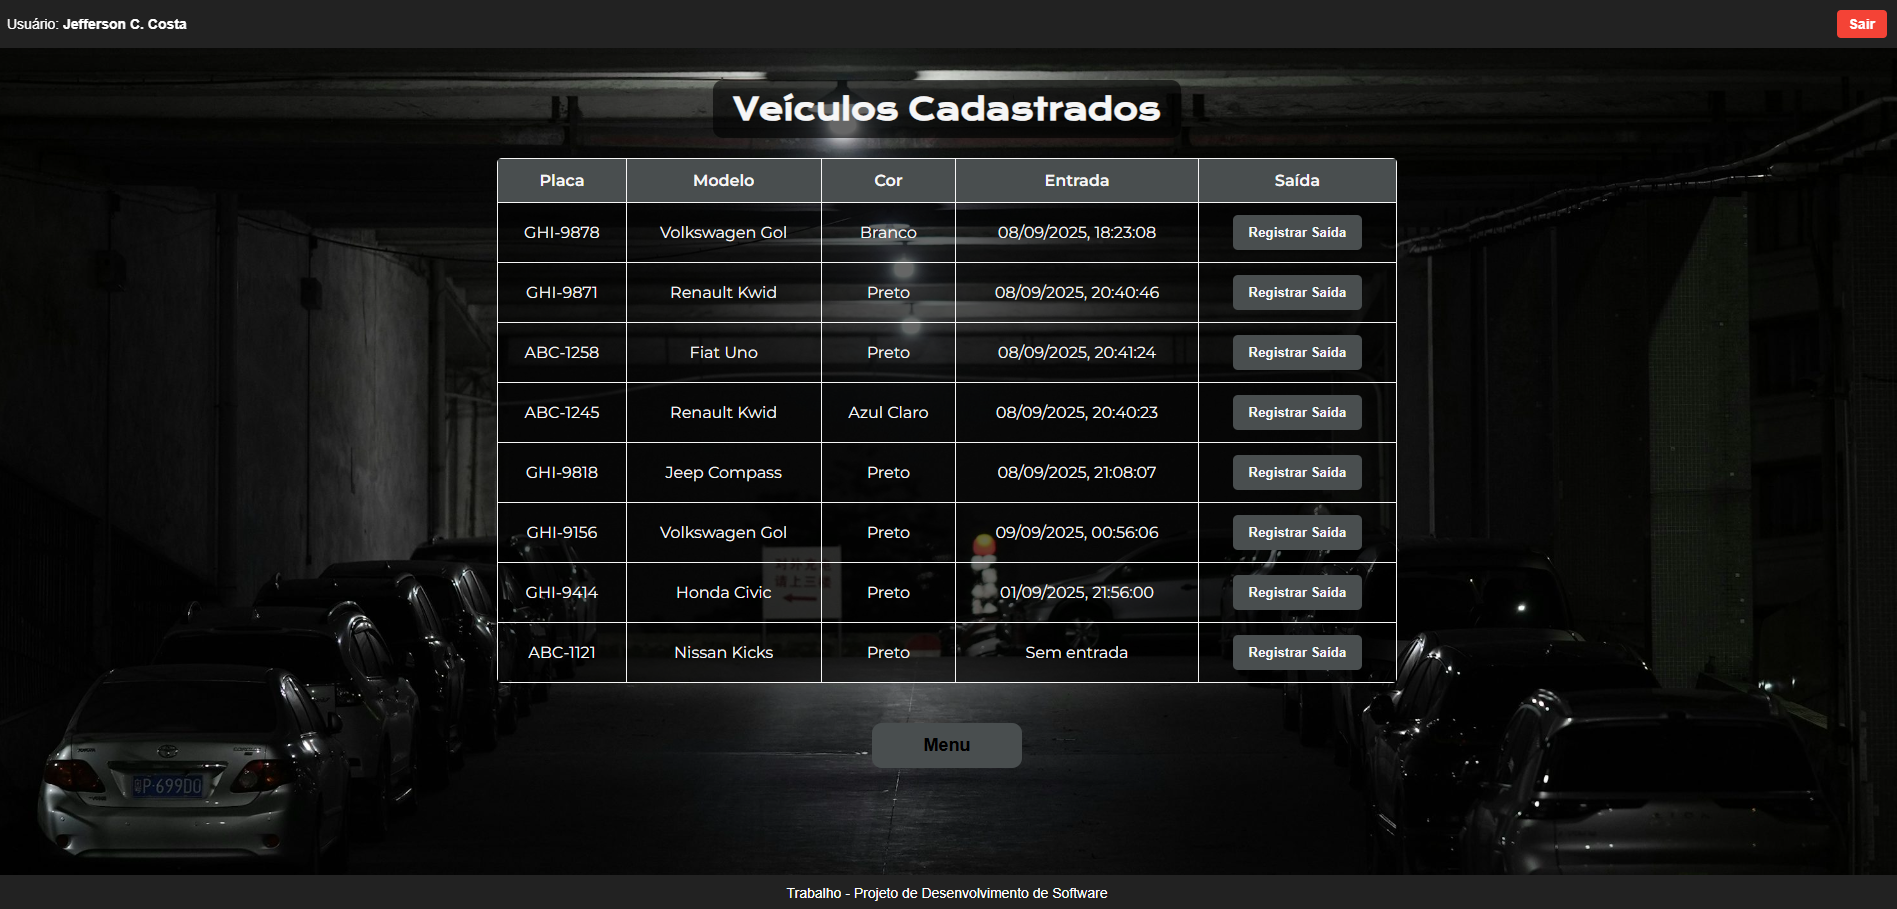 Usuário: Jefferson C. Costa
Sair
Veículos Cadastrados
Placa Modelo Cor Entrada Saída
GHI-9878 Volkswagen Gol Branco 08/09/2025, 18:23:08 Registrar Saída
GHI-9871 Renault Kwid Preto 08/09/2025, 20:40:46 Registrar Saída
ABC-1258 Fiat Uno Preto 08/09/2025, 20:41:24 Registrar Saída
ABC-1245 Renault Kwid Azul Claro 08/09/2025, 20:40:23 Registrar Saída
GHI-9818 Jeep Compass Preto 08/09/2025, 21:08:07 Registrar Saída
GHI-9156 Volkswagen Gol Preto 09/09/2025, 00:56:06 Registrar Saída
GHI-9414 Honda Civic Preto 01/09/2025, 21:56:00 Registrar Saída
ABC-1121 Nissan Kicks Preto Sem entrada Registrar Saída
请上三楼
Menu
P·699D0
Trabalho - Projeto de Desenvolvimento de Software